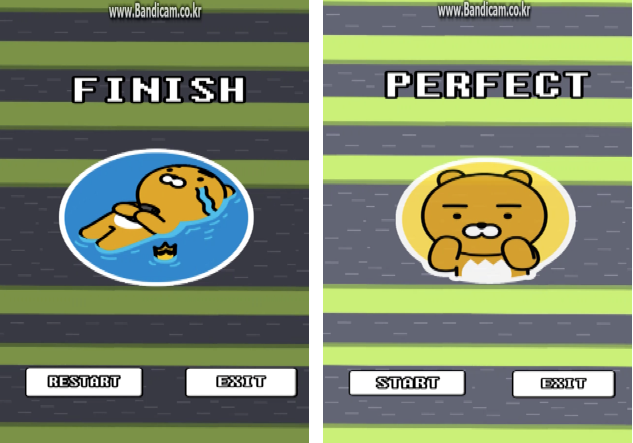 www.Bandicam.co.kr
FINISH
RESTART
EXIT
www.Bandicam.co.kr
PERFECT
START
EXIT